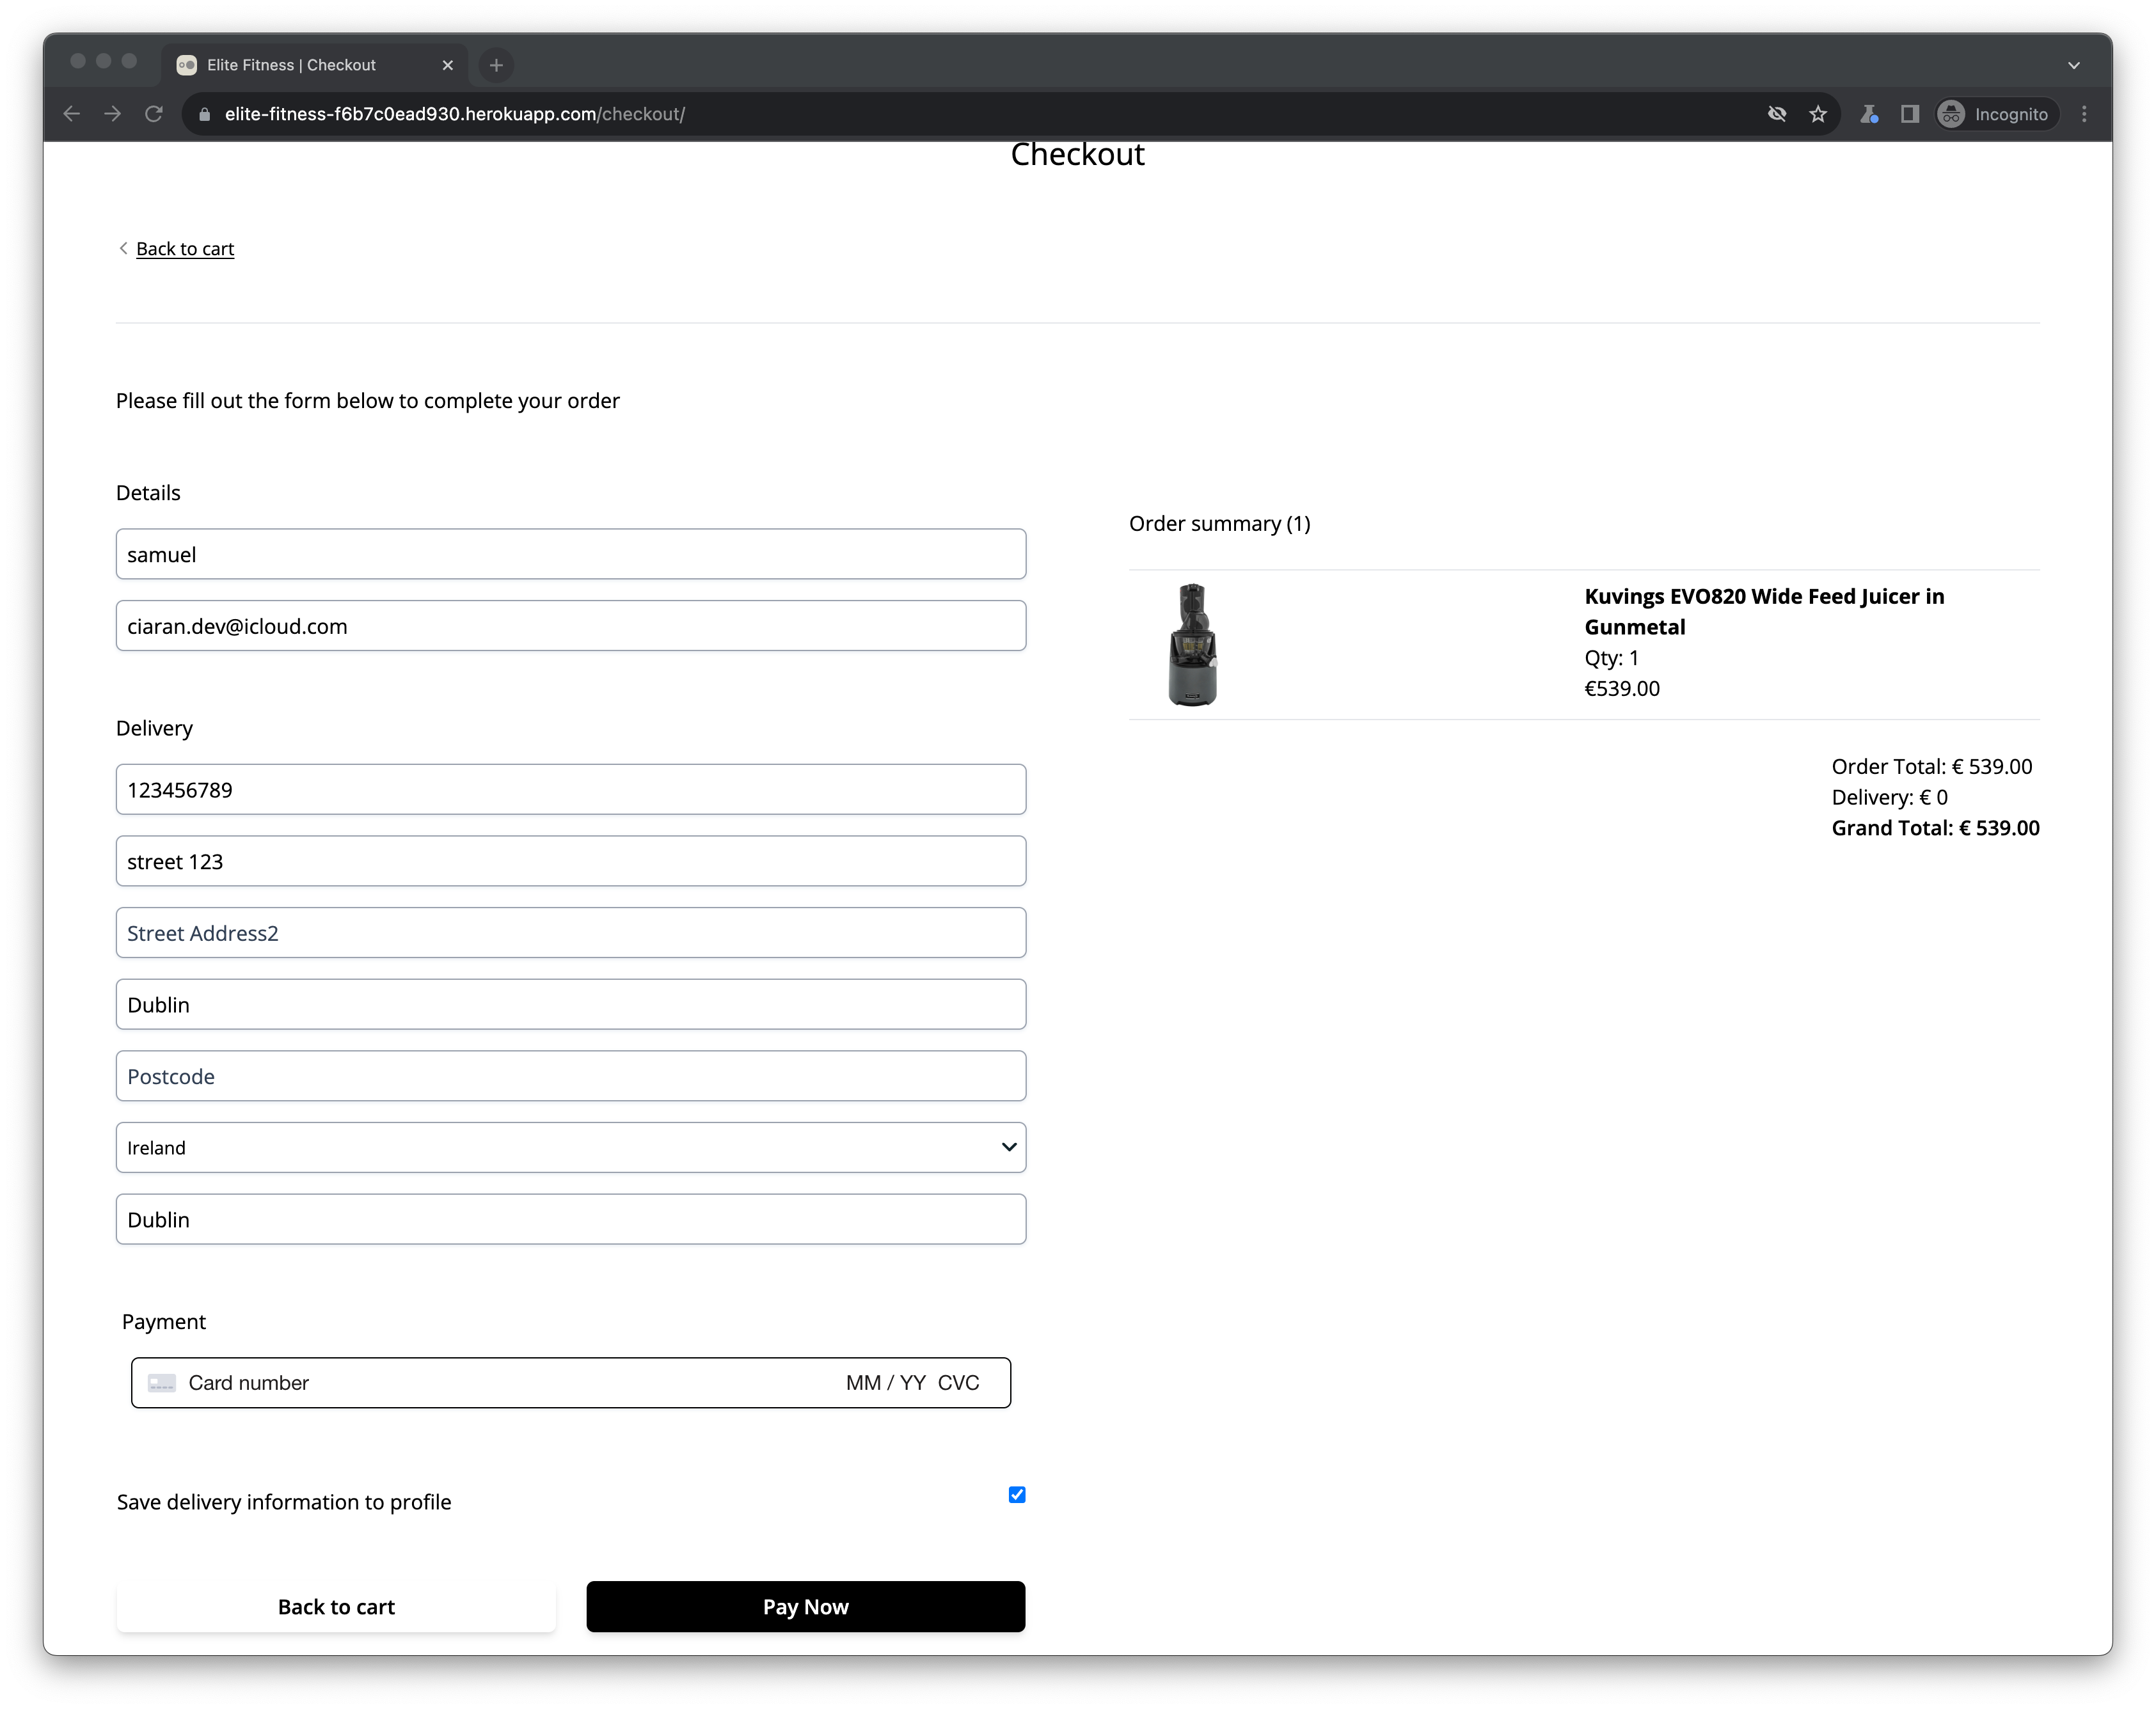 Elite Fitness | Checkout
elite-fitness-f6b7c0ead930.herokuapp.com/checkout/
Incognito
Checkout
Back to cart
Please fill out the form below to complete your order
Details
samuel
ciaran.dev@icloud.com
Delivery
123456789
street 123
Street Address2
Dublin
Postcode
Ireland
Dublin
Payment
Card number MM / YY CVC
Save delivery information to profile
Back to cart
Pay Now
Order summary (1)
Kuvings EVO820 Wide Feed Juicer in
Gunmetal
Qty: 1
€539.00
Order Total: € 539.00
Delivery: € 0
Grand Total: € 539.00